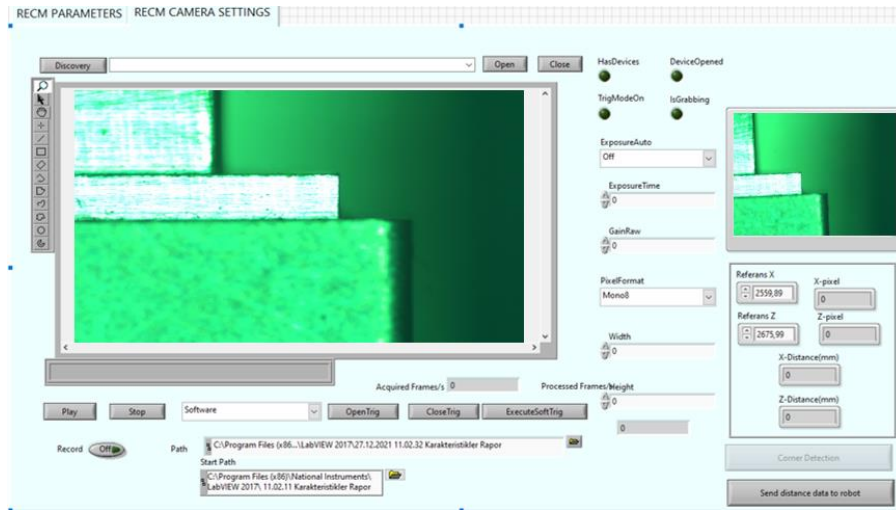 RECM PARAMETERS RECM CAMERA SETTINGS
Discovery Open Close
HasDevices DeviceOpened
TrigModeOn IsGrabbing
ExposureAuto
Off
ExposureTime
0
GainRaw
0
PixelFormat
Mono8
Width
0
Height
0
0
Referans X X-pixel
2559,89 0
Referans Z Z-pixel
2675,99 0
X-Distance(mm)
0
Z-Distance(mm)
0
Corner Detection
Send distance data to robot
Acquired Frames/s 0 Processed Frames/
Play Stop Software OpenTrig CloseTrig ExecuteSoftTrig
Record Off Path C:\Program Files (x86...\LabVIEW 2017\27.12.2021 11.02.32 Karakteristikler Rapor
Start Path
C:\Program Files (x86)\National Instruments\
LabVIEW 2017\ 11.02.11 Karakteristikler Rapor